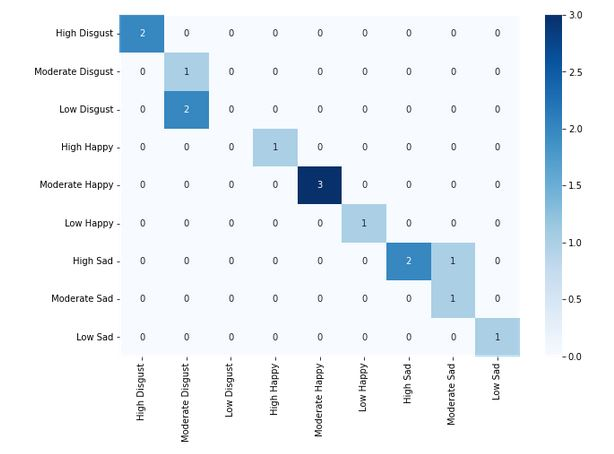 High Disgust 2 0 0 0 0 0 0 0 0
Moderate Disgust 0 1 0 0 0 0 0 0 0
Low Disgust 0 2 0 0 0 0 0 0 0
High Happy 0 0 0 1 0 0 0 0 0
Moderate Happy 0 0 0 0 3 0 0 0 0
Low Happy 0 0 0 0 0 1 0 0 0
High Sad 0 0 0 0 0 0 2 1 0
Moderate Sad 0 0 0 0 0 0 0 1 0
Low Sad 0 0 0 0 0 0 0 0 1
High Disgust
Moderate Disgust
Low Disgust
High Happy
Moderate Happy
Low Happy
High Sad
Moderate Sad
Low Sad
3.0
2.5
2.0
1.5
1.0
0.5
0.0